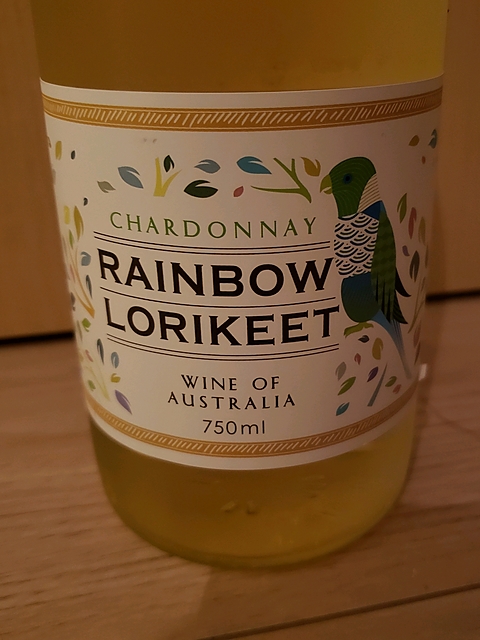 CHARDONNAY
RAINBOW
LORIKEET
WINE OF
AUSTRALIA
750ml